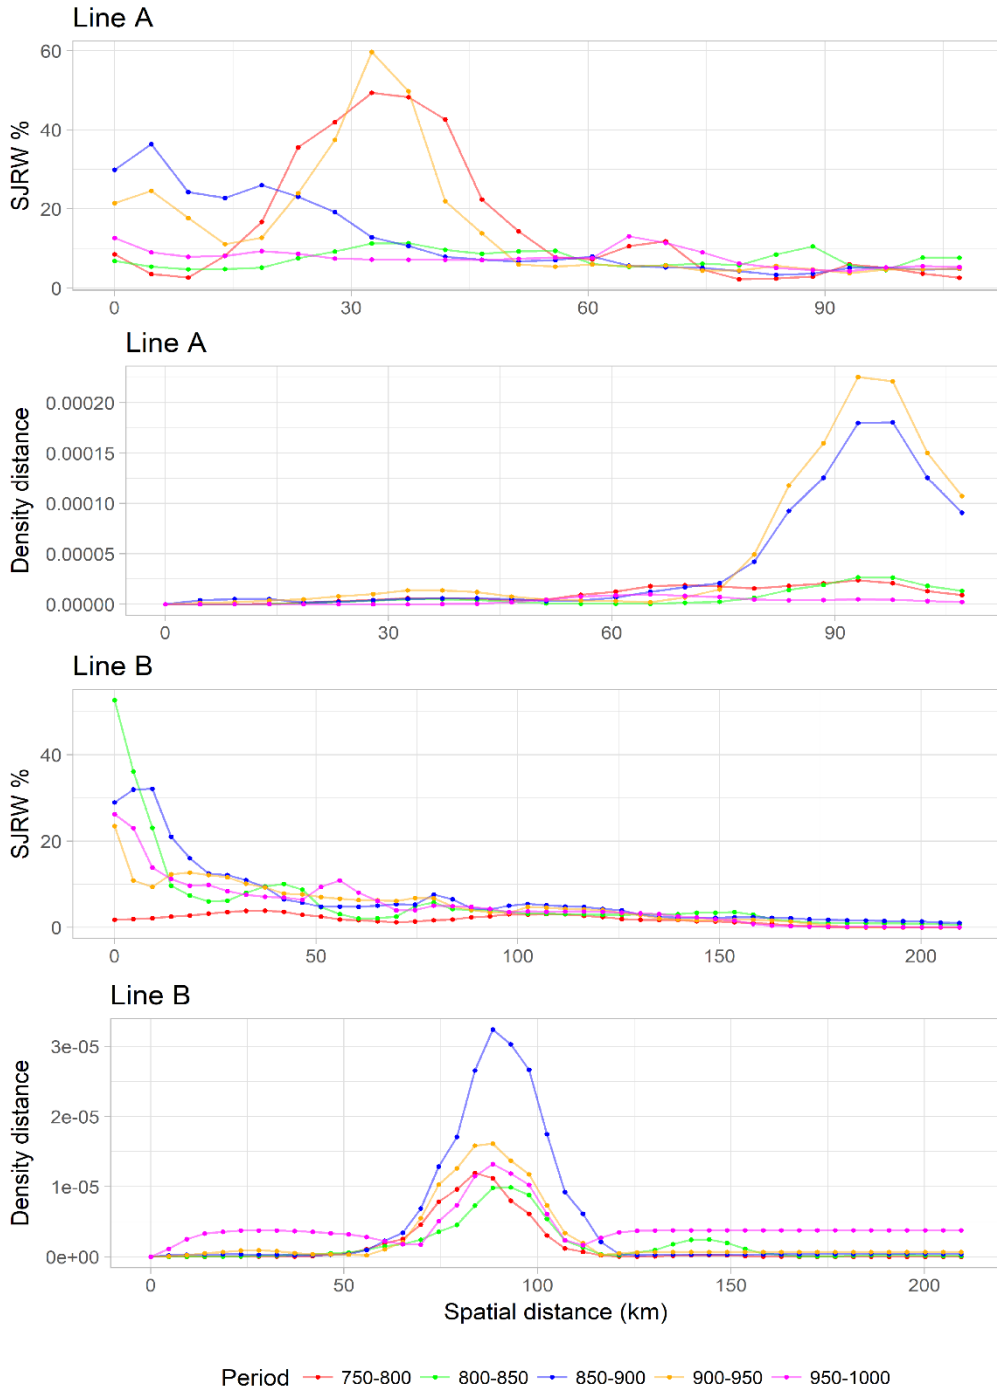 Line A
SJRW %
60
40
20
0
0 30 60 90
Line A
Density distance
0.00020
0.00015
0.00010
0.00005
0.00000
0 30 60 90
Line B
SJRW %
40
20
0
0 50 100 150 200
Line B
Density distance
3e-05
2e-05
1e-05
0e+00
0 50 100 150 200
Spatial distance (km)
Period 750-800 800-850 850-900 900-950 950-1000